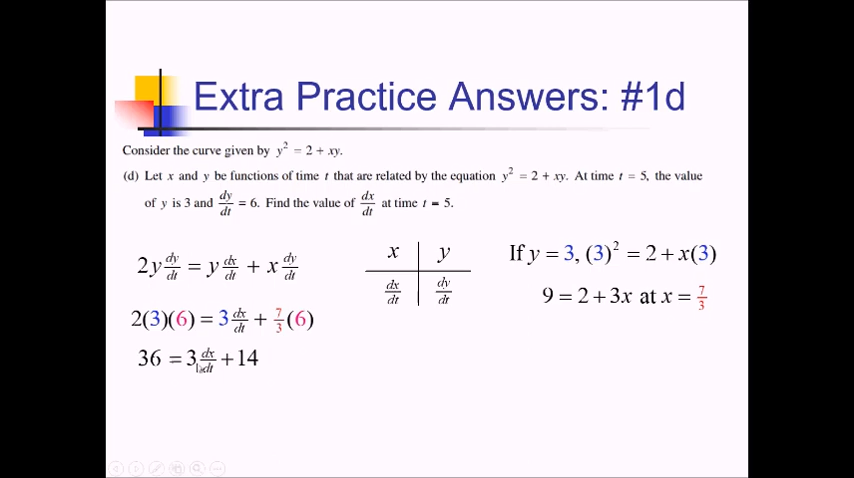 Extra Practice Answers: #1d
Consider the curve given by y² = 2 + xy.
(d) Let x and y be functions of time t that are related by the equation y² = 2 + xy. At time t = 5, the value
of y is 3 and dy/dt = 6. Find the value of dx/dt at time t = 5.
2y dy/dt = y dx/dt + x dy/dt
2(3)(6) = 3 dx/dt + 7/3 (6)
36 = 3 dx/dt + 14
x y
dx/dt dy/dt
If y = 3, (3)² = 2 + x(3)
9 = 2 + 3x at x = 7/3